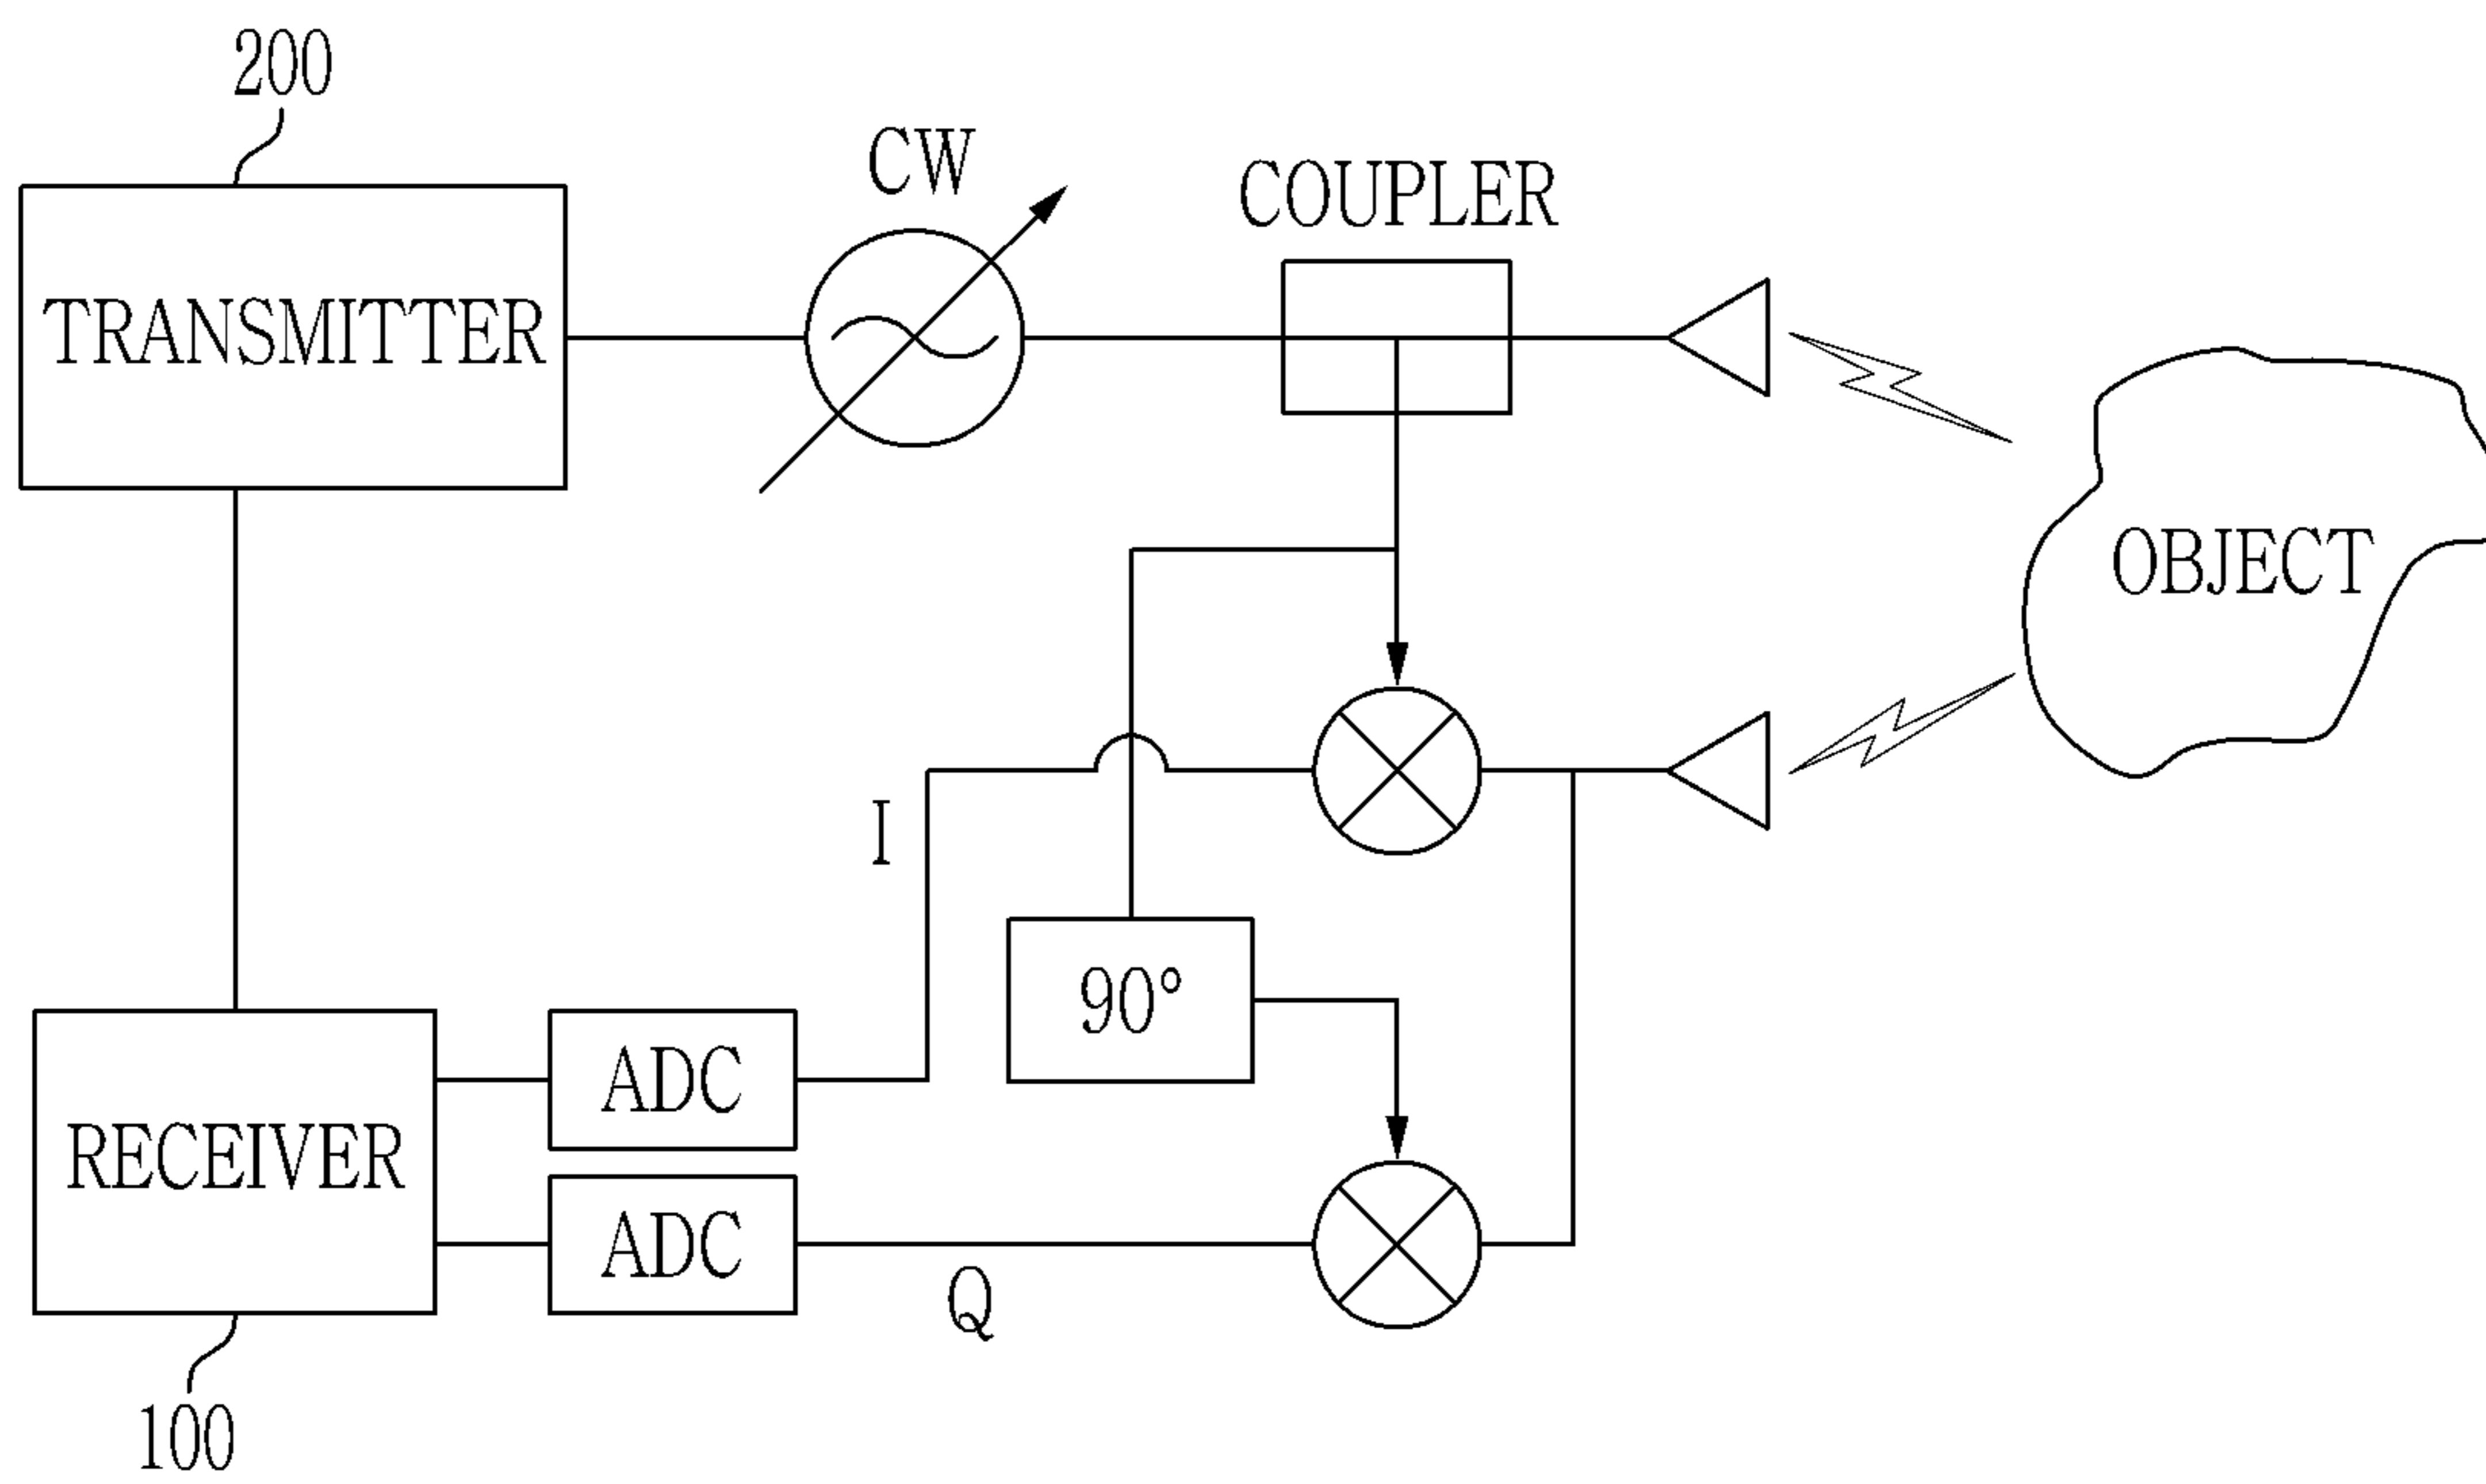 200
CW
COUPLER
TRANSMITTER
OBJECT
I
90°
ADC
RECEIVER
ADC
Q
100